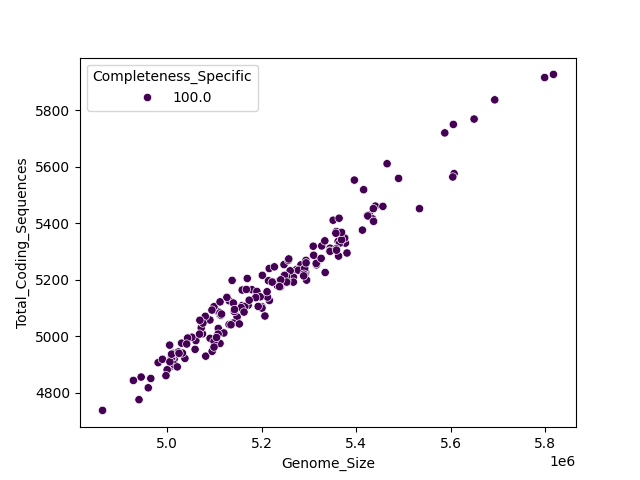 Completeness_Specific
100.0
Total_Coding_Sequences
5800
5600
5400
5200
5000
4800
5.0 5.2 5.4 5.6 5.8
1e6
Genome_Size